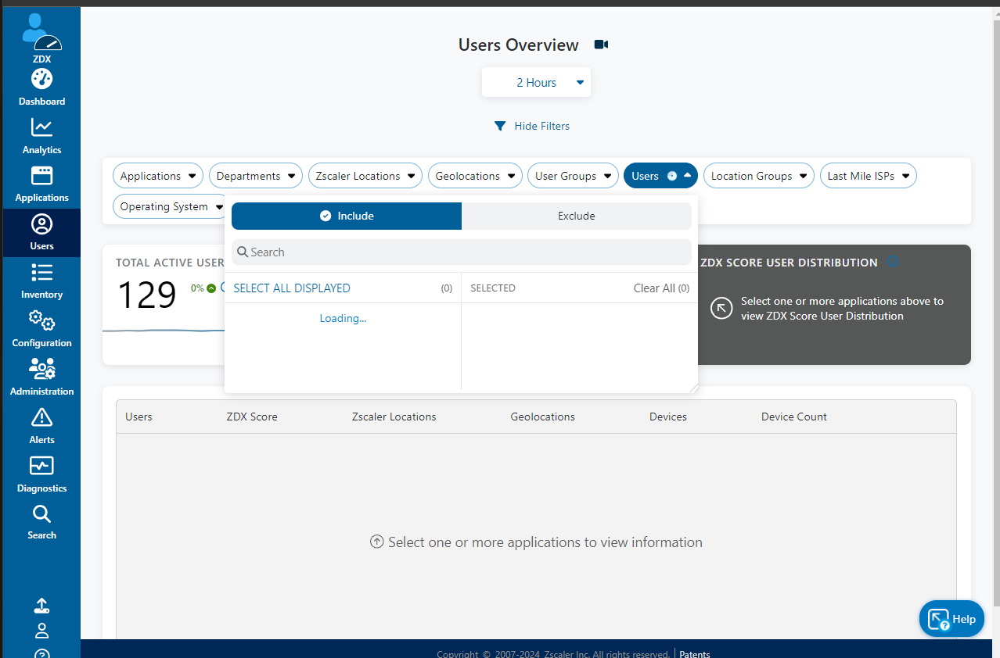 ZDX
Dashboard
Analytics
Applications
Users
Inventory
Configuration
Administration
Alerts
Diagnostics
Search
Users Overview
2 Hours
Hide Filters
Applications
Departments
Zscaler Locations
Geolocations
User Groups
Users
Location Groups
Last Mile ISPs
Operating System
Include
Exclude
Search
SELECT ALL DISPLAYED (0)
SELECTED
Clear All (0)
Loading...
TOTAL ACTIVE USER
129
0%
ZDX SCORE USER DISTRIBUTION
Select one or more applications above to
view ZDX Score User Distribution
Users
ZDX Score
Zscaler Locations
Geolocations
Devices
Device Count
Select one or more applications to view information
Help
Copyright © 2007-2024 Zscaler Inc. All rights reserved. | Patents